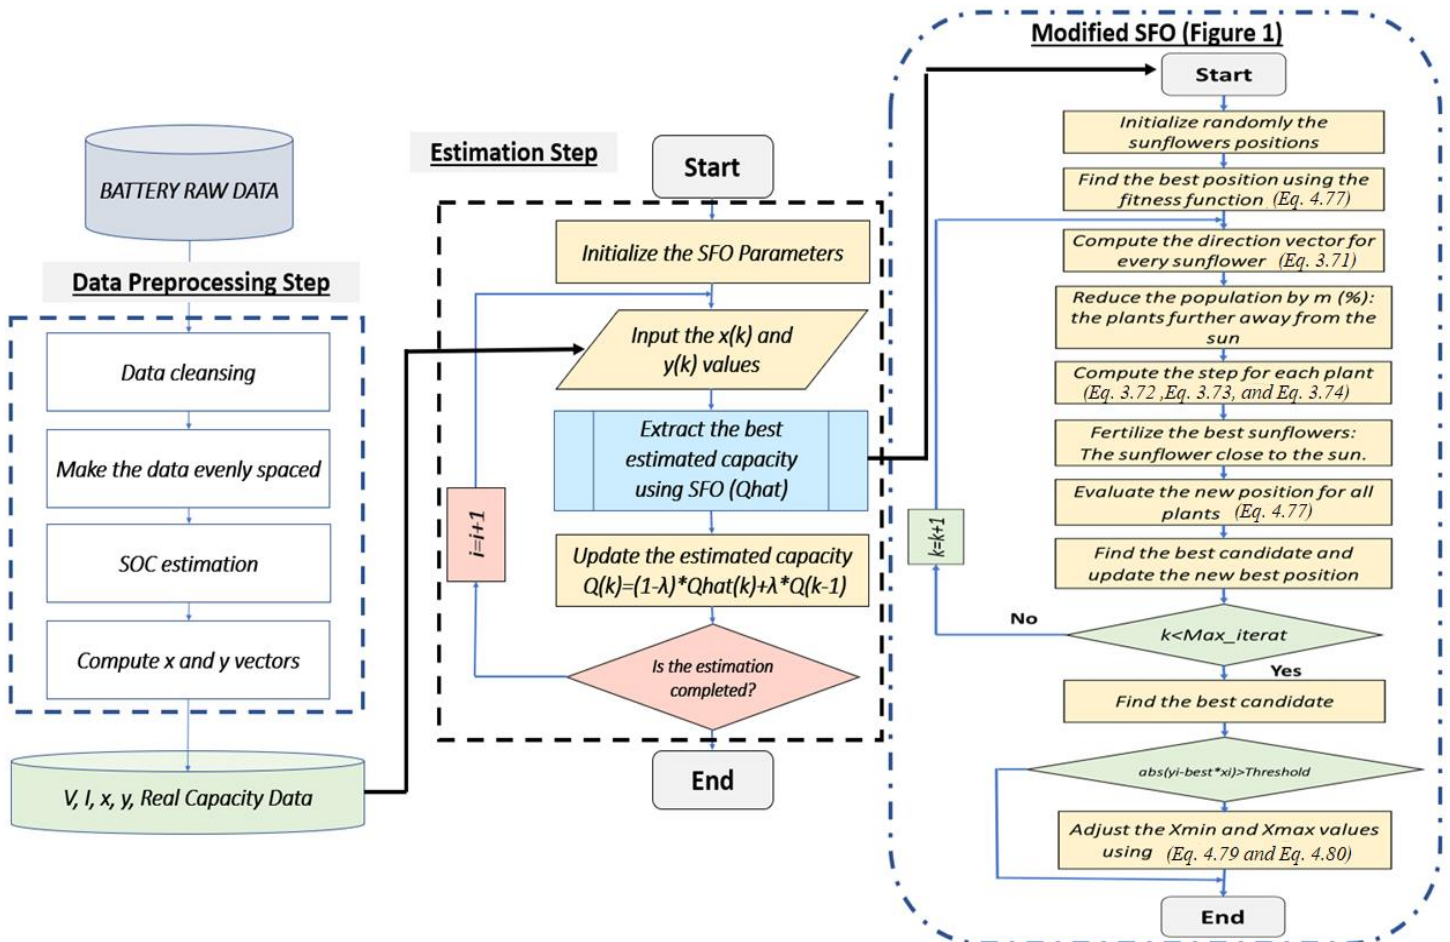 BATTERY RAW DATA
Data Preprocessing Step
Data cleansing
Make the data evenly spaced
SOC estimation
Compute x and y vectors
V, I, x, y, Real Capacity Data
Estimation Step
Start
Initialize the SFO Parameters
Input the x(k) and
y(k) values
Extract the best
estimated capacity
using SFO (Qhat)
Update the estimated capacity
Q(k)=(1-λ)*Qhat(k)+λ*Q(k-1)
Is the estimation
completed?
i=i+1
End
Modified SFO (Figure 1)
Start
Initialize randomly the
sunflowers positions
Find the best position using the
fitness function (Eq. 4.77)
Compute the direction vector for
every sunflower (Eq. 3.71)
Reduce the population by m (%):
the plants further away from the
sun
Compute the step for each plant
(Eq. 3.72 ,Eq. 3.73, and Eq. 3.74)
Fertilize the best sunflowers:
The sunflower close to the sun.
Evaluate the new position for all
plants (Eq. 4.77)
Find the best candidate and
update the new best position
k=k+1
No
k<Max_iterat
Yes
Find the best candidate
abs(yi-best*xi)>Threshold
Adjust the Xmin and Xmax values
using (Eq. 4.79 and Eq. 4.80)
End